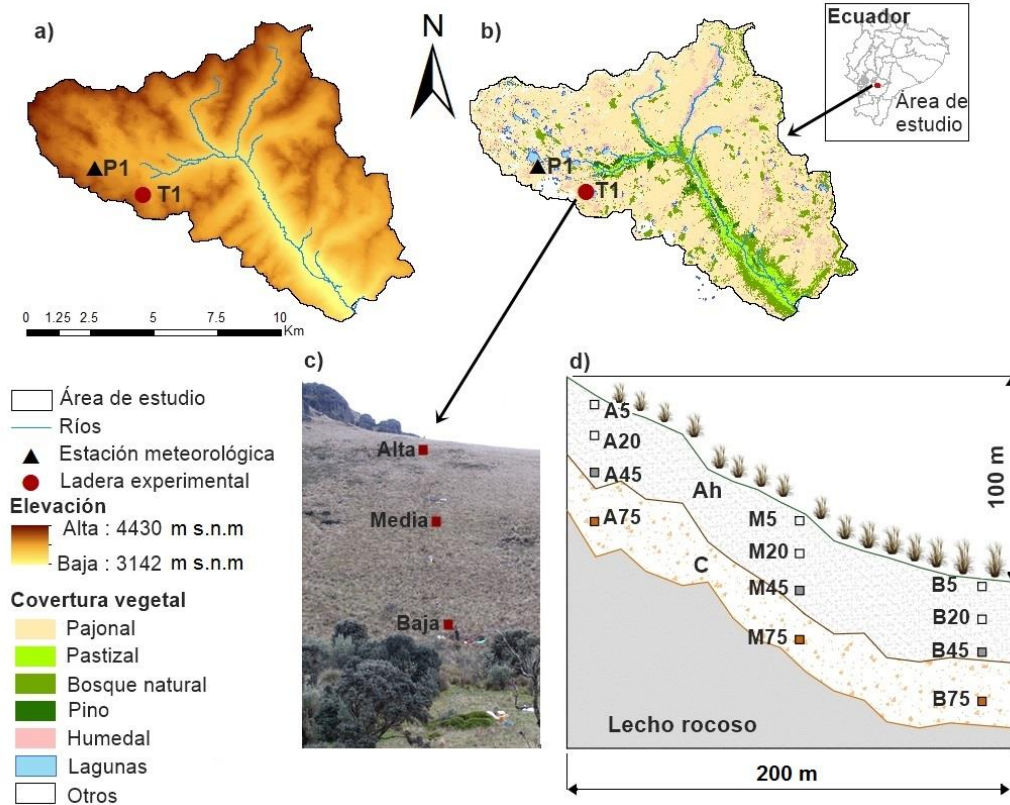 a)
N
b)
Ecuador
Área de
estudio
P1
T1
P1
T1
0 1.25 2.5 5 7.5 10
Km
Área de estudio
Ríos
Estación meteorológica
Ladera experimental
Elevación
Alta : 4430 m s.n.m
Baja : 3142 m s.n.m
Covertura vegetal
Pajonal
Pastizal
Bosque natural
Pino
Humedal
Lagunas
Otros
c)
Alta
Media
Baja
d)
A5
A20
A45
A75
Ah
C
M5
M20
M45
M75
B5
B20
B45
B75
Lecho rocoso
100 m
200 m